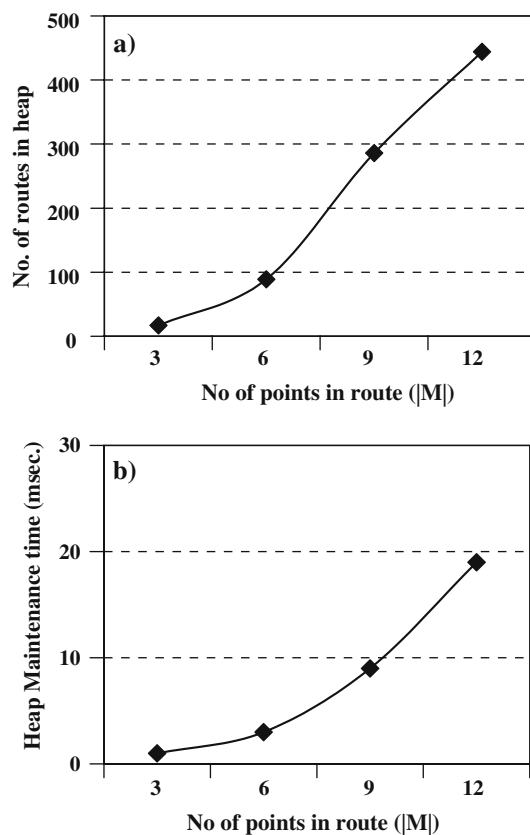 a)
500
400
300
200
100
0
No. of routes in heap
3 6 9 12
No of points in route (|M|)
b)
30
20
10
0
Heap Maintenance time (msec.)
3 6 9 12
No of points in route (|M|)